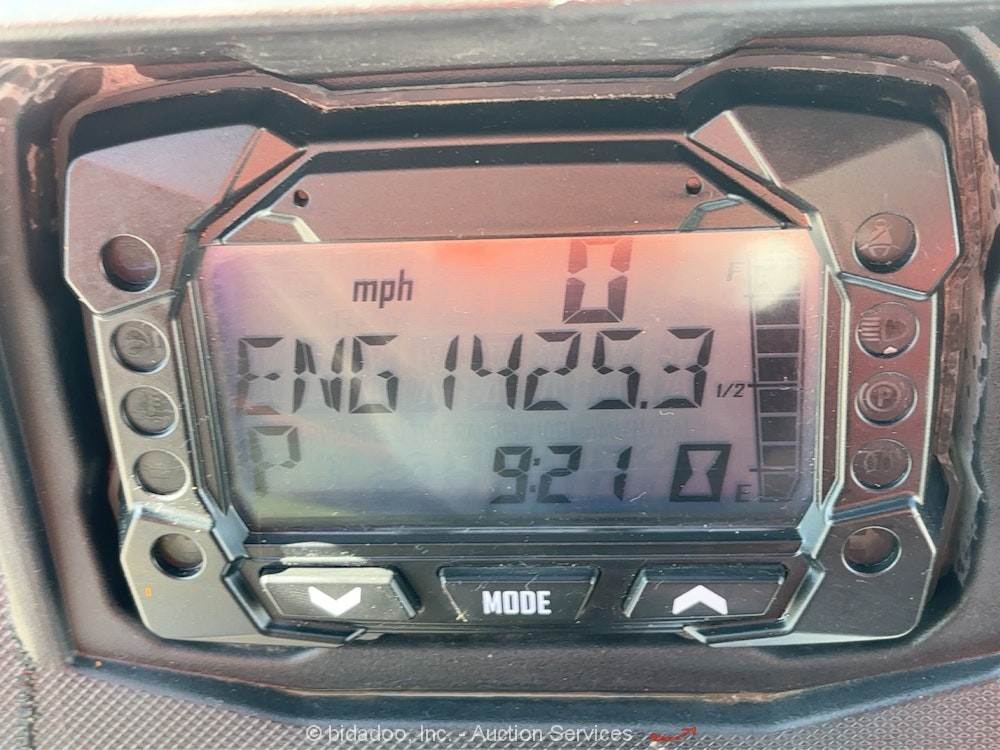 mph 0 F
ENG 1425.3 1/2
P 9:21 E
MODE
© bidadoo, Inc. - Auction Services